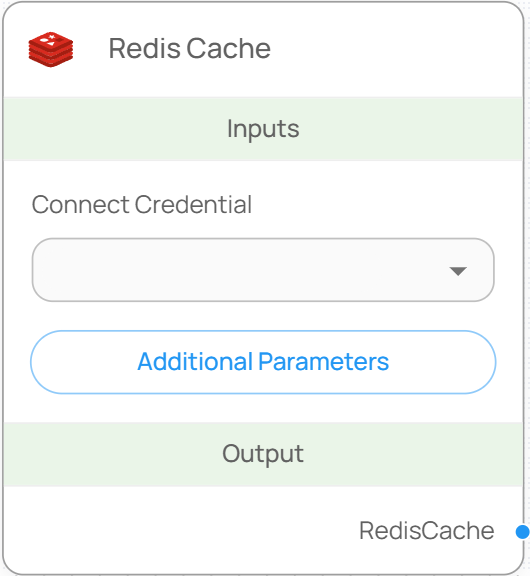 Redis Cache
Inputs
Connect Credential
Additional Parameters
Output
RedisCache